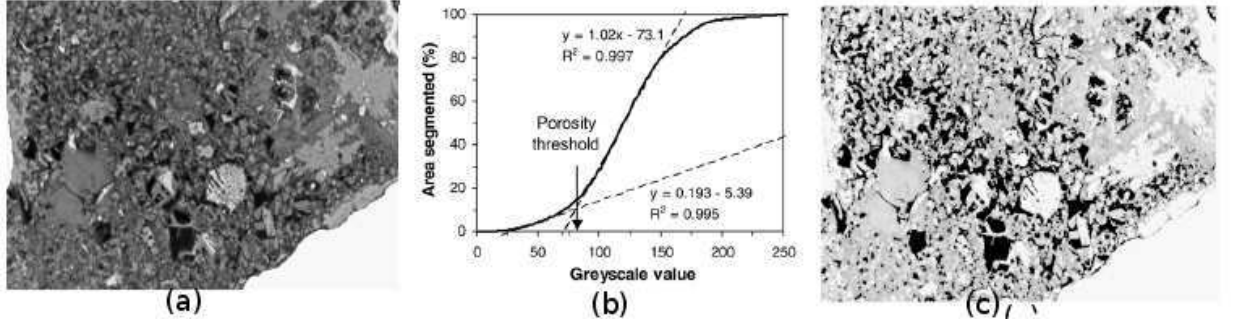 100
80
60
40
20
0
Area segmented (%)
y = 1.02x - 73.1
R² = 0.997
Porosity
threshold
y = 0.193 - 5.39
R² = 0.995
0 50 100 150 200 250
Greyscale value
(a)
(b)
(c)